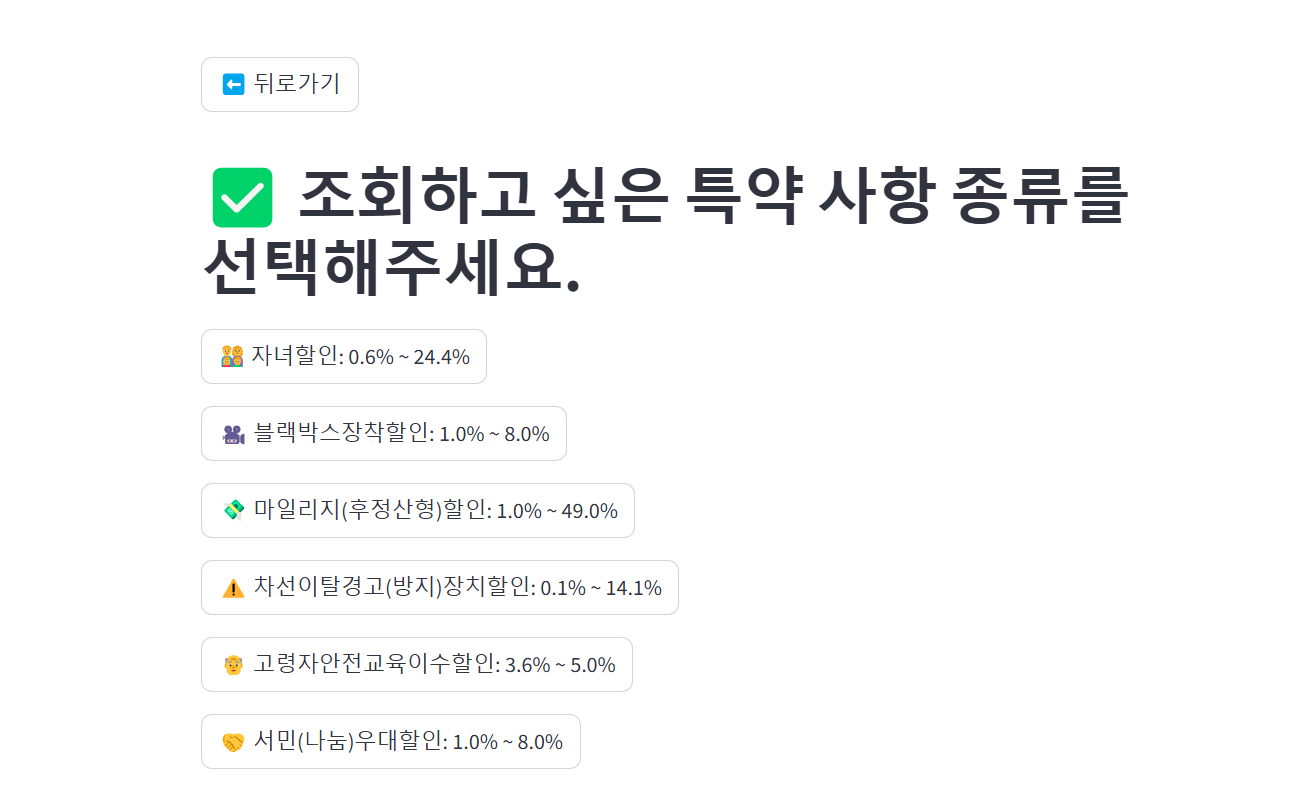 ⬅️ 뒤로가기
✅ 조회하고 싶은 특약 사항 종류를
선택해주세요.
자녀할인: 0.6% ~ 24.4%
블랙박스장착할인: 1.0% ~ 8.0%
마일리지(후정산형)할인: 1.0% ~ 49.0%
차선이탈경고(방지)장치할인: 0.1% ~ 14.1%
고령자안전교육이수할인: 3.6% ~ 5.0%
서민(나눔)우대할인: 1.0% ~ 8.0%